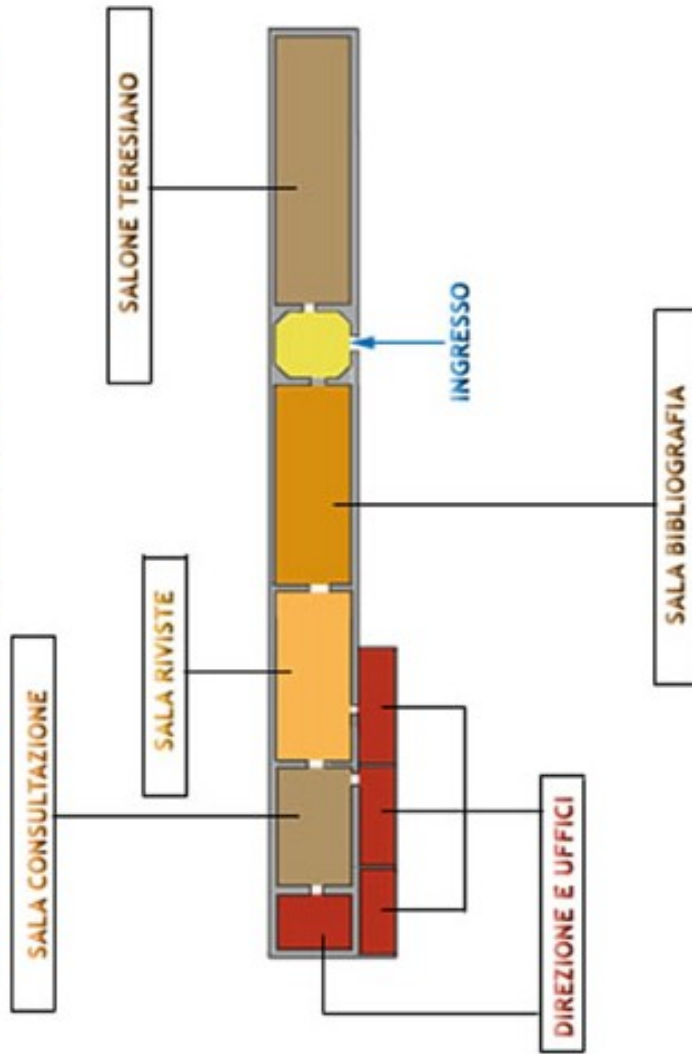 SALA CONSULTAZIONE
SALA RIVISTE
SALONE TERESIANO
INGRESSO
DIREZIONE E UFFICI
SALA BIBLIOGRAFIA